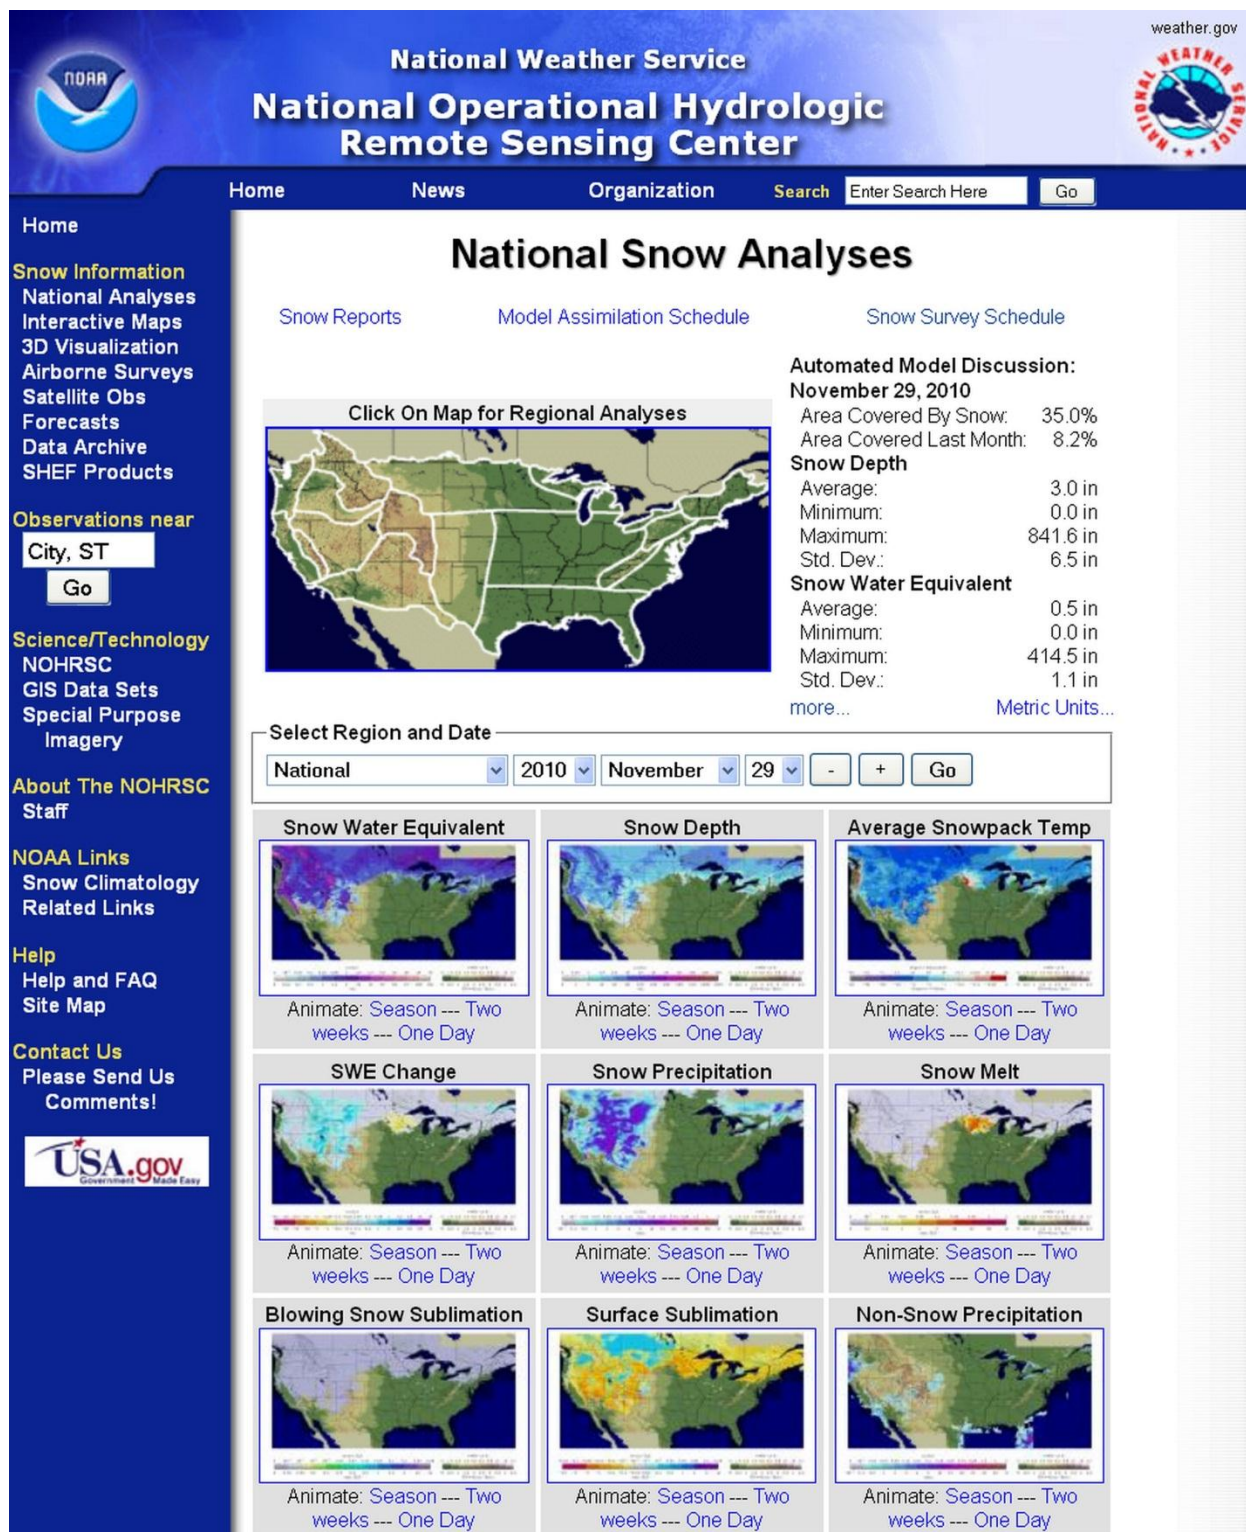 weather.gov
NOAA
National Weather Service
National Operational Hydrologic
Remote Sensing Center
NATIONAL WEATHER SERVICE
Home News Organization Search Enter Search Here Go
Home
Snow Information
National Analyses
Interactive Maps
3D Visualization
Airborne Surveys
Satellite Obs
Forecasts
Data Archive
SHEF Products
Observations near
City, ST
Go
Science/Technology
NOHRSC
GIS Data Sets
Special Purpose
Imagery
About The NOHRSC
Staff
NOAA Links
Snow Climatology
Related Links
Help
Help and FAQ
Site Map
Contact Us
Please Send Us
Comments!
USA.gov
Government Made Easy
National Snow Analyses
Snow Reports Model Assimilation Schedule Snow Survey Schedule
Click On Map for Regional Analyses
Automated Model Discussion:
November 29, 2010
Area Covered By Snow: 35.0%
Area Covered Last Month: 8.2%
Snow Depth
Average: 3.0 in
Minimum: 0.0 in
Maximum: 841.6 in
Std. Dev.: 6.5 in
Snow Water Equivalent
Average: 0.5 in
Minimum: 0.0 in
Maximum: 414.5 in
Std. Dev.: 1.1 in
more... Metric Units...
Select Region and Date
National 2010 November 29 - + Go
Snow Water Equivalent Snow Depth Average Snowpack Temp
Animate: Season --- Two Animate: Season --- Two Animate: Season --- Two
weeks --- One Day weeks --- One Day weeks --- One Day
SWE Change Snow Precipitation Snow Melt
Animate: Season --- Two Animate: Season --- Two Animate: Season --- Two
weeks --- One Day weeks --- One Day weeks --- One Day
Blowing Snow Sublimation Surface Sublimation Non-Snow Precipitation
Animate: Season --- Two Animate: Season --- Two Animate: Season --- Two
weeks --- One Day weeks --- One Day weeks --- One Day